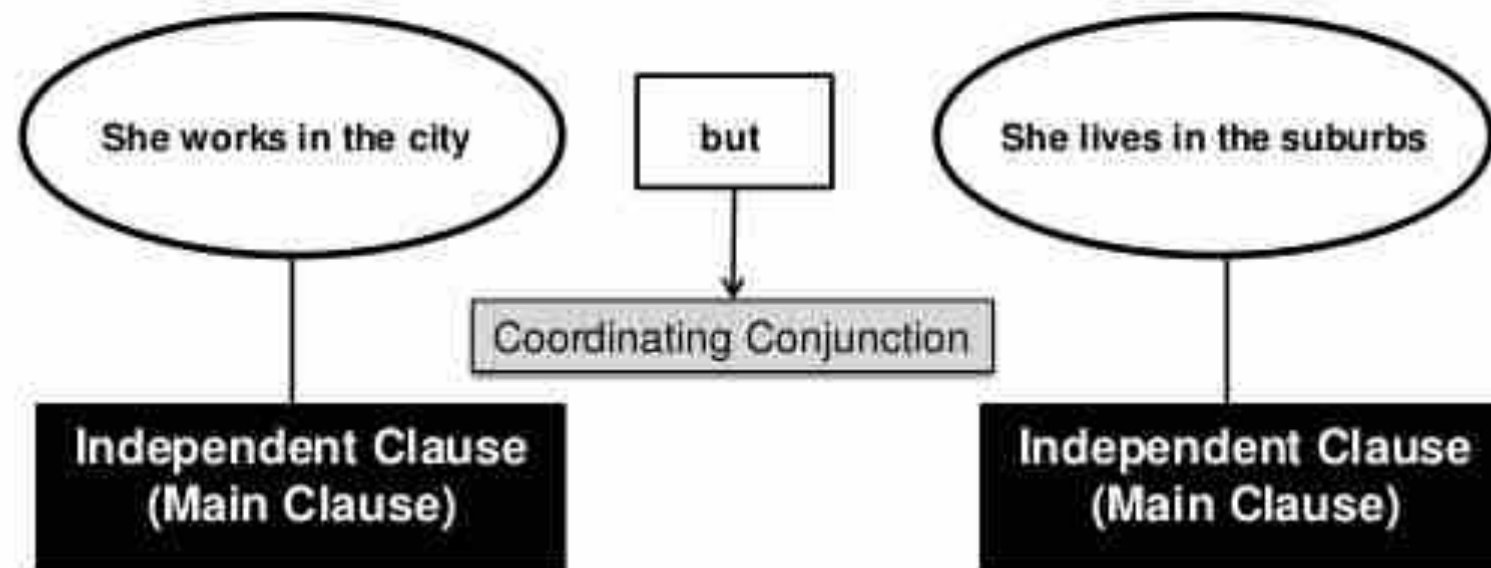 She works in the city
but
She lives in the suburbs
Coordinating Conjunction
Independent Clause
(Main Clause)
Independent Clause
(Main Clause)